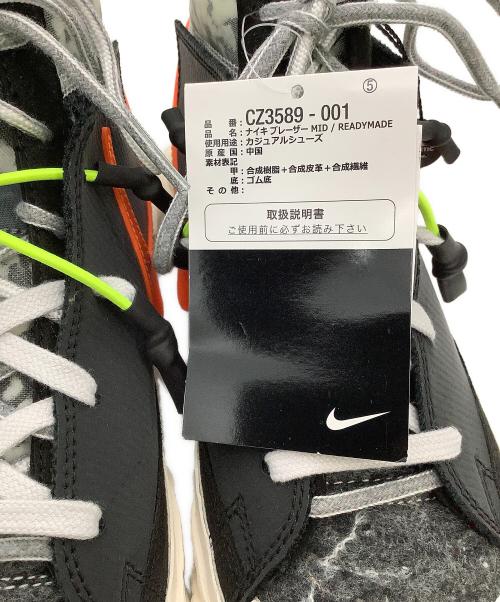 ⑤
品番：CZ3589 - 001
品名：ナイキ ブレーザー MID / READYMADE
使用用途：カジュアルシューズ
原産国：中国
素材表記
甲：合成樹脂＋合成皮革＋合成繊維
底：ゴム底
その他：
取扱説明書
ご使用前に必ずお読み下さい